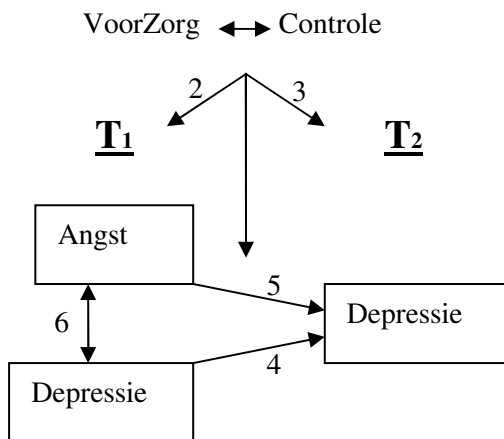 VoorZorg Controle
2 3
T1 T2
Angst
5
Depressie
6
4
Depressie